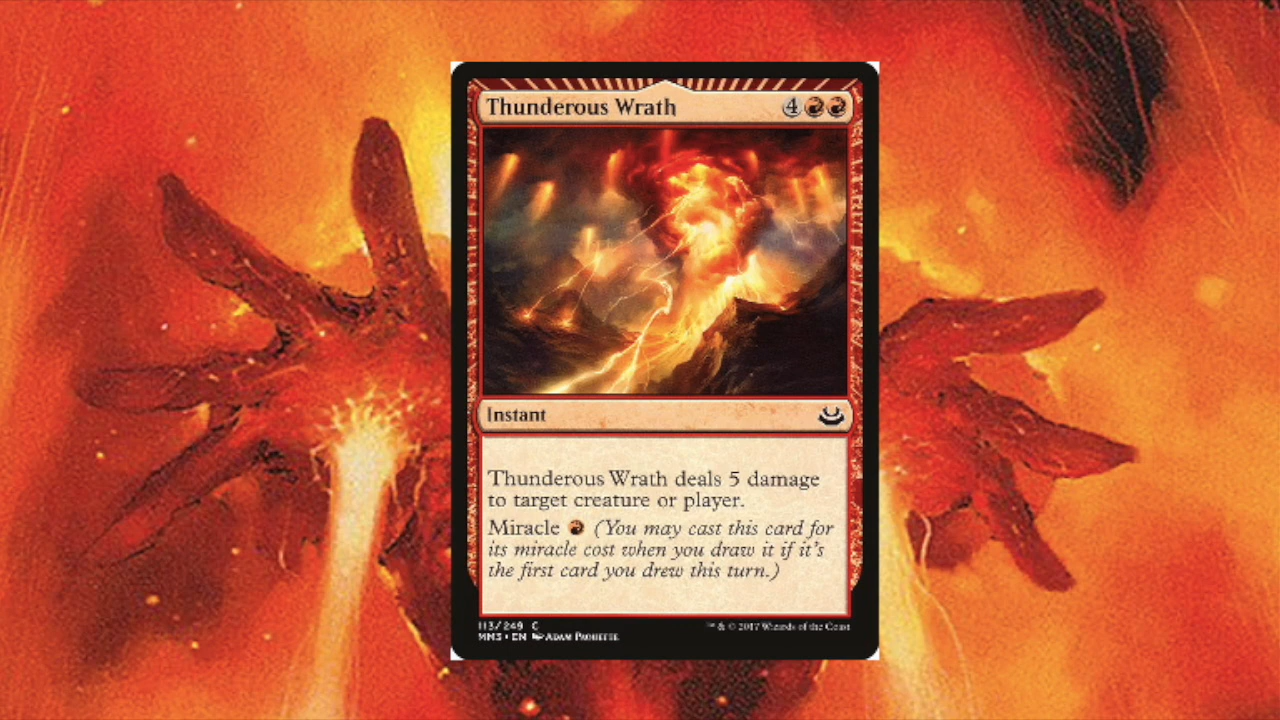 Thunderous Wrath 4
Instant
Thunderous Wrath deals 5 damage
to target creature or player.
Miracle (You may cast this card for
its miracle cost when you draw it if it's
the first card you drew this turn.)
113/249 C
MM3 • EN Adam Paquette
™ & © 2017 Wizards of the Coast